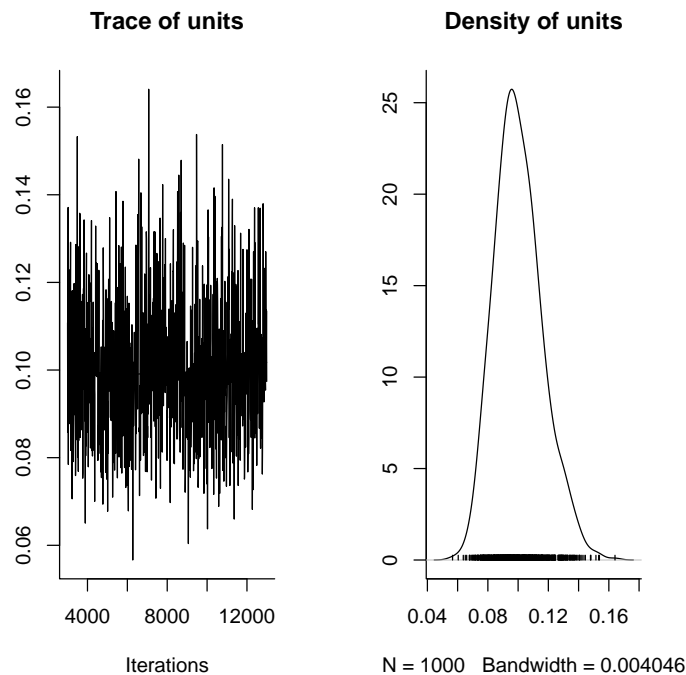 Trace of units
0.16
0.14
0.12
0.10
0.08
0.06
4000 8000 12000
Iterations
Density of units
25
20
15
10
5
0
0.04 0.08 0.12 0.16
N = 1000 Bandwidth = 0.004046